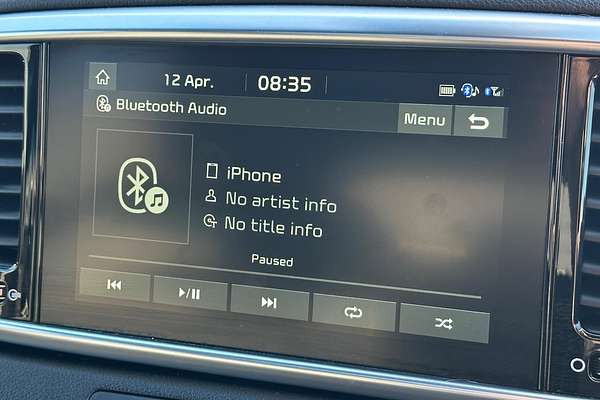 12 Apr. 08:35
Bluetooth Audio
Menu
iPhone
No artist info
No title info
Paused